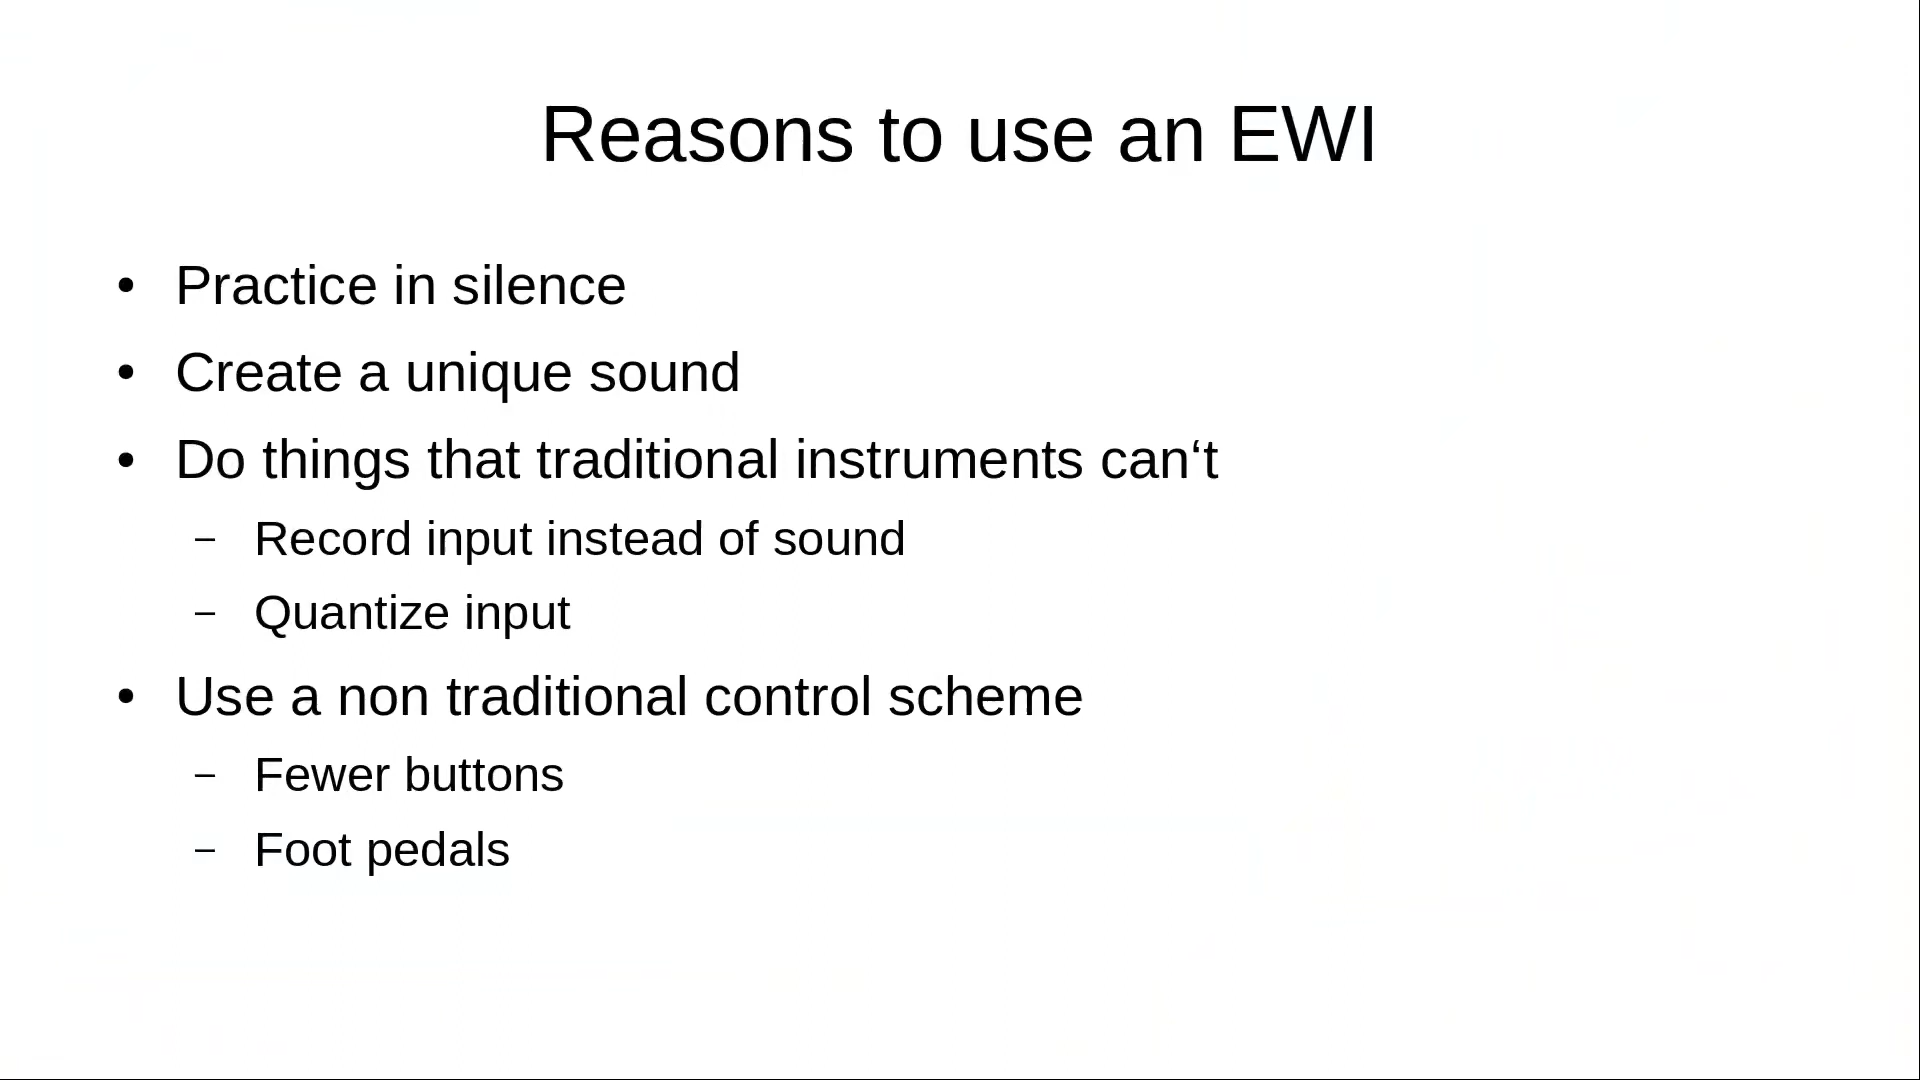 Reasons to use an EWI
• Practice in silence
• Create a unique sound
• Do things that traditional instruments can‘t
– Record input instead of sound
– Quantize input
• Use a non traditional control scheme
– Fewer buttons
– Foot pedals